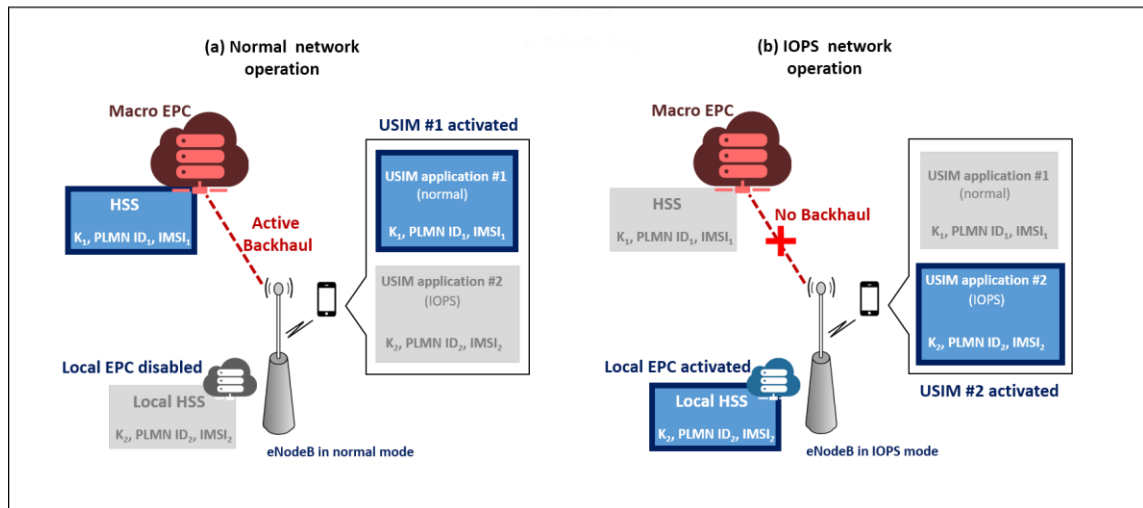 (a) Normal network
operation
Macro EPC
USIM #1 activated
HSS
K₁, PLMN ID₁, IMSI₁
Active
Backhaul
USIM application #1
(normal)
K₁, PLMN ID₁, IMSI₁
USIM application #2
(IOPS)
K₂, PLMN ID₂, IMSI₂
Local EPC disabled
Local HSS
K₂, PLMN ID₂, IMSI₂
eNodeB in normal mode
(b) IOPS network
operation
Macro EPC
HSS
K₁, PLMN ID₁, IMSI₁
No Backhaul
USIM application #1
(normal)
K₁, PLMN ID₁, IMSI₁
USIM application #2
(IOPS)
K₂, PLMN ID₂, IMSI₂
USIM #2 activated
Local EPC activated
Local HSS
K₂, PLMN ID₂, IMSI₂
eNodeB in IOPS mode